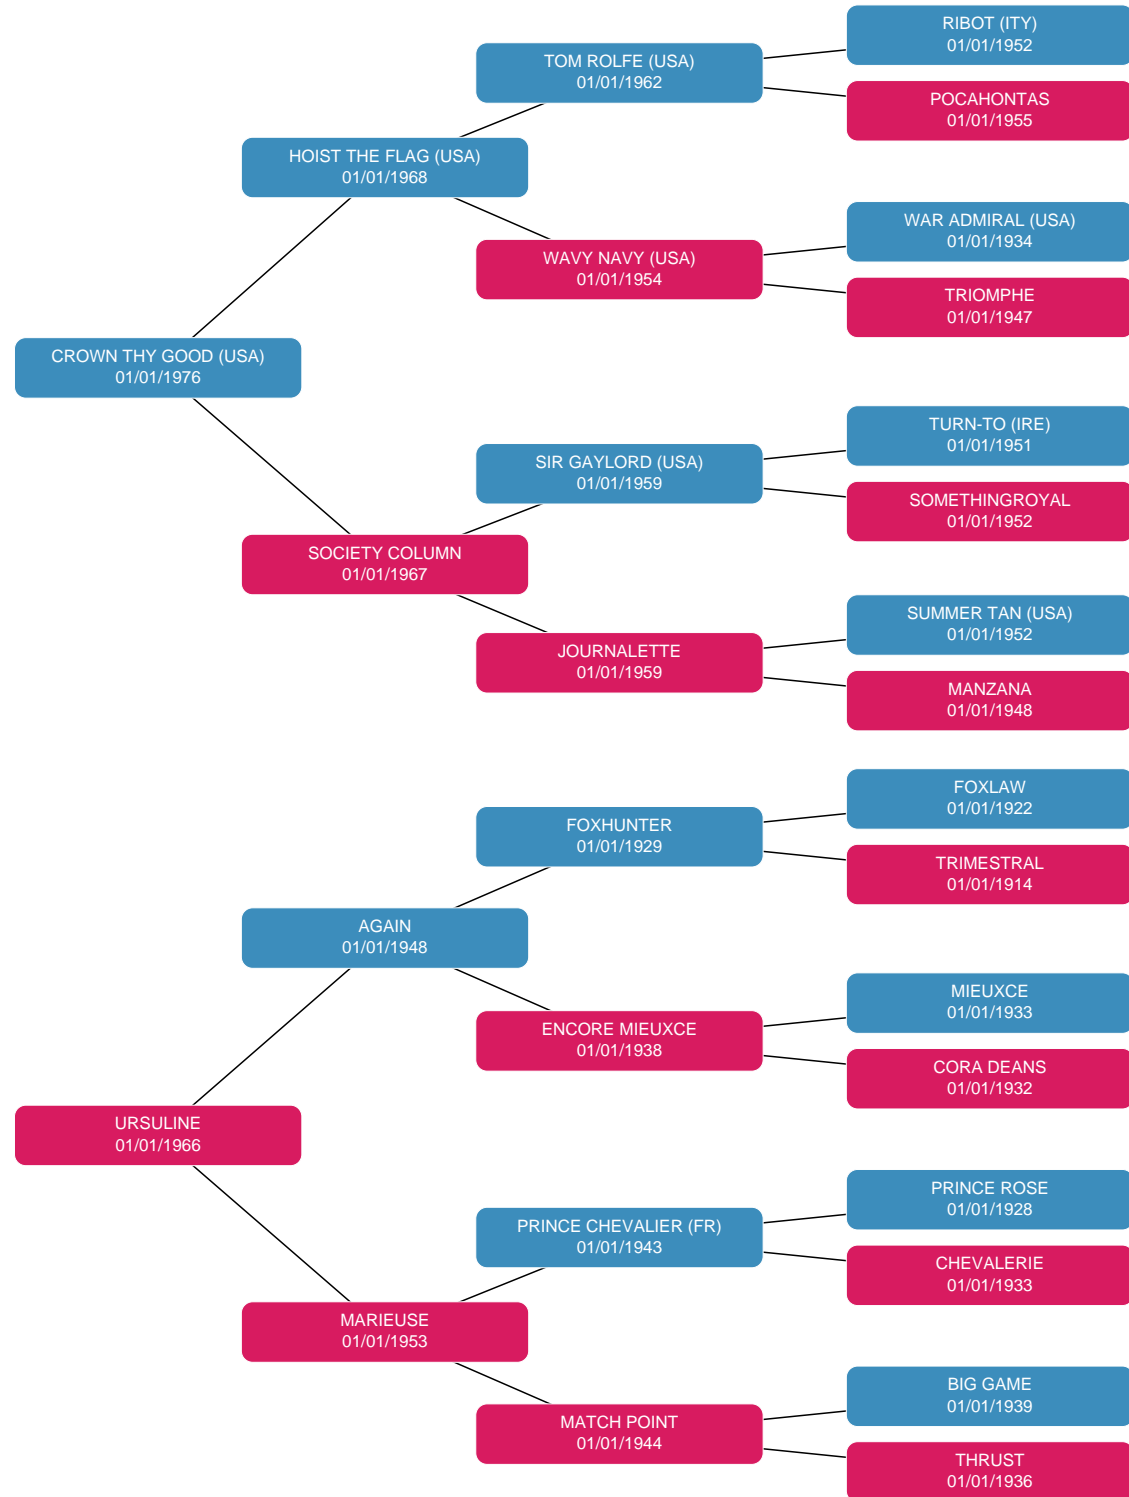 RIBOT (ITY)
01/01/1952
TOM ROLFE (USA)
01/01/1962
POCAHONTAS
01/01/1955
HOIST THE FLAG (USA)
01/01/1968
WAR ADMIRAL (USA)
01/01/1934
WAVY NAVY (USA)
01/01/1954
TRIOMPHE
01/01/1947
CROWN THY GOOD (USA)
01/01/1976
TURN-TO (IRE)
01/01/1951
SIR GAYLORD (USA)
01/01/1959
SOMETHINGROYAL
01/01/1952
SOCIETY COLUMN
01/01/1967
SUMMER TAN (USA)
01/01/1952
JOURNALETTE
01/01/1959
MANZANA
01/01/1948
FOXLAW
01/01/1922
FOXHUNTER
01/01/1929
TRIMESTRAL
01/01/1914
AGAIN
01/01/1948
MIEUXCE
01/01/1933
ENCORE MIEUXCE
01/01/1938
CORA DEANS
01/01/1932
URSULINE
01/01/1966
PRINCE ROSE
01/01/1928
PRINCE CHEVALIER (FR)
01/01/1943
CHEVALERIE
01/01/1933
MARIEUSE
01/01/1953
BIG GAME
01/01/1939
MATCH POINT
01/01/1944
THRUST
01/01/1936